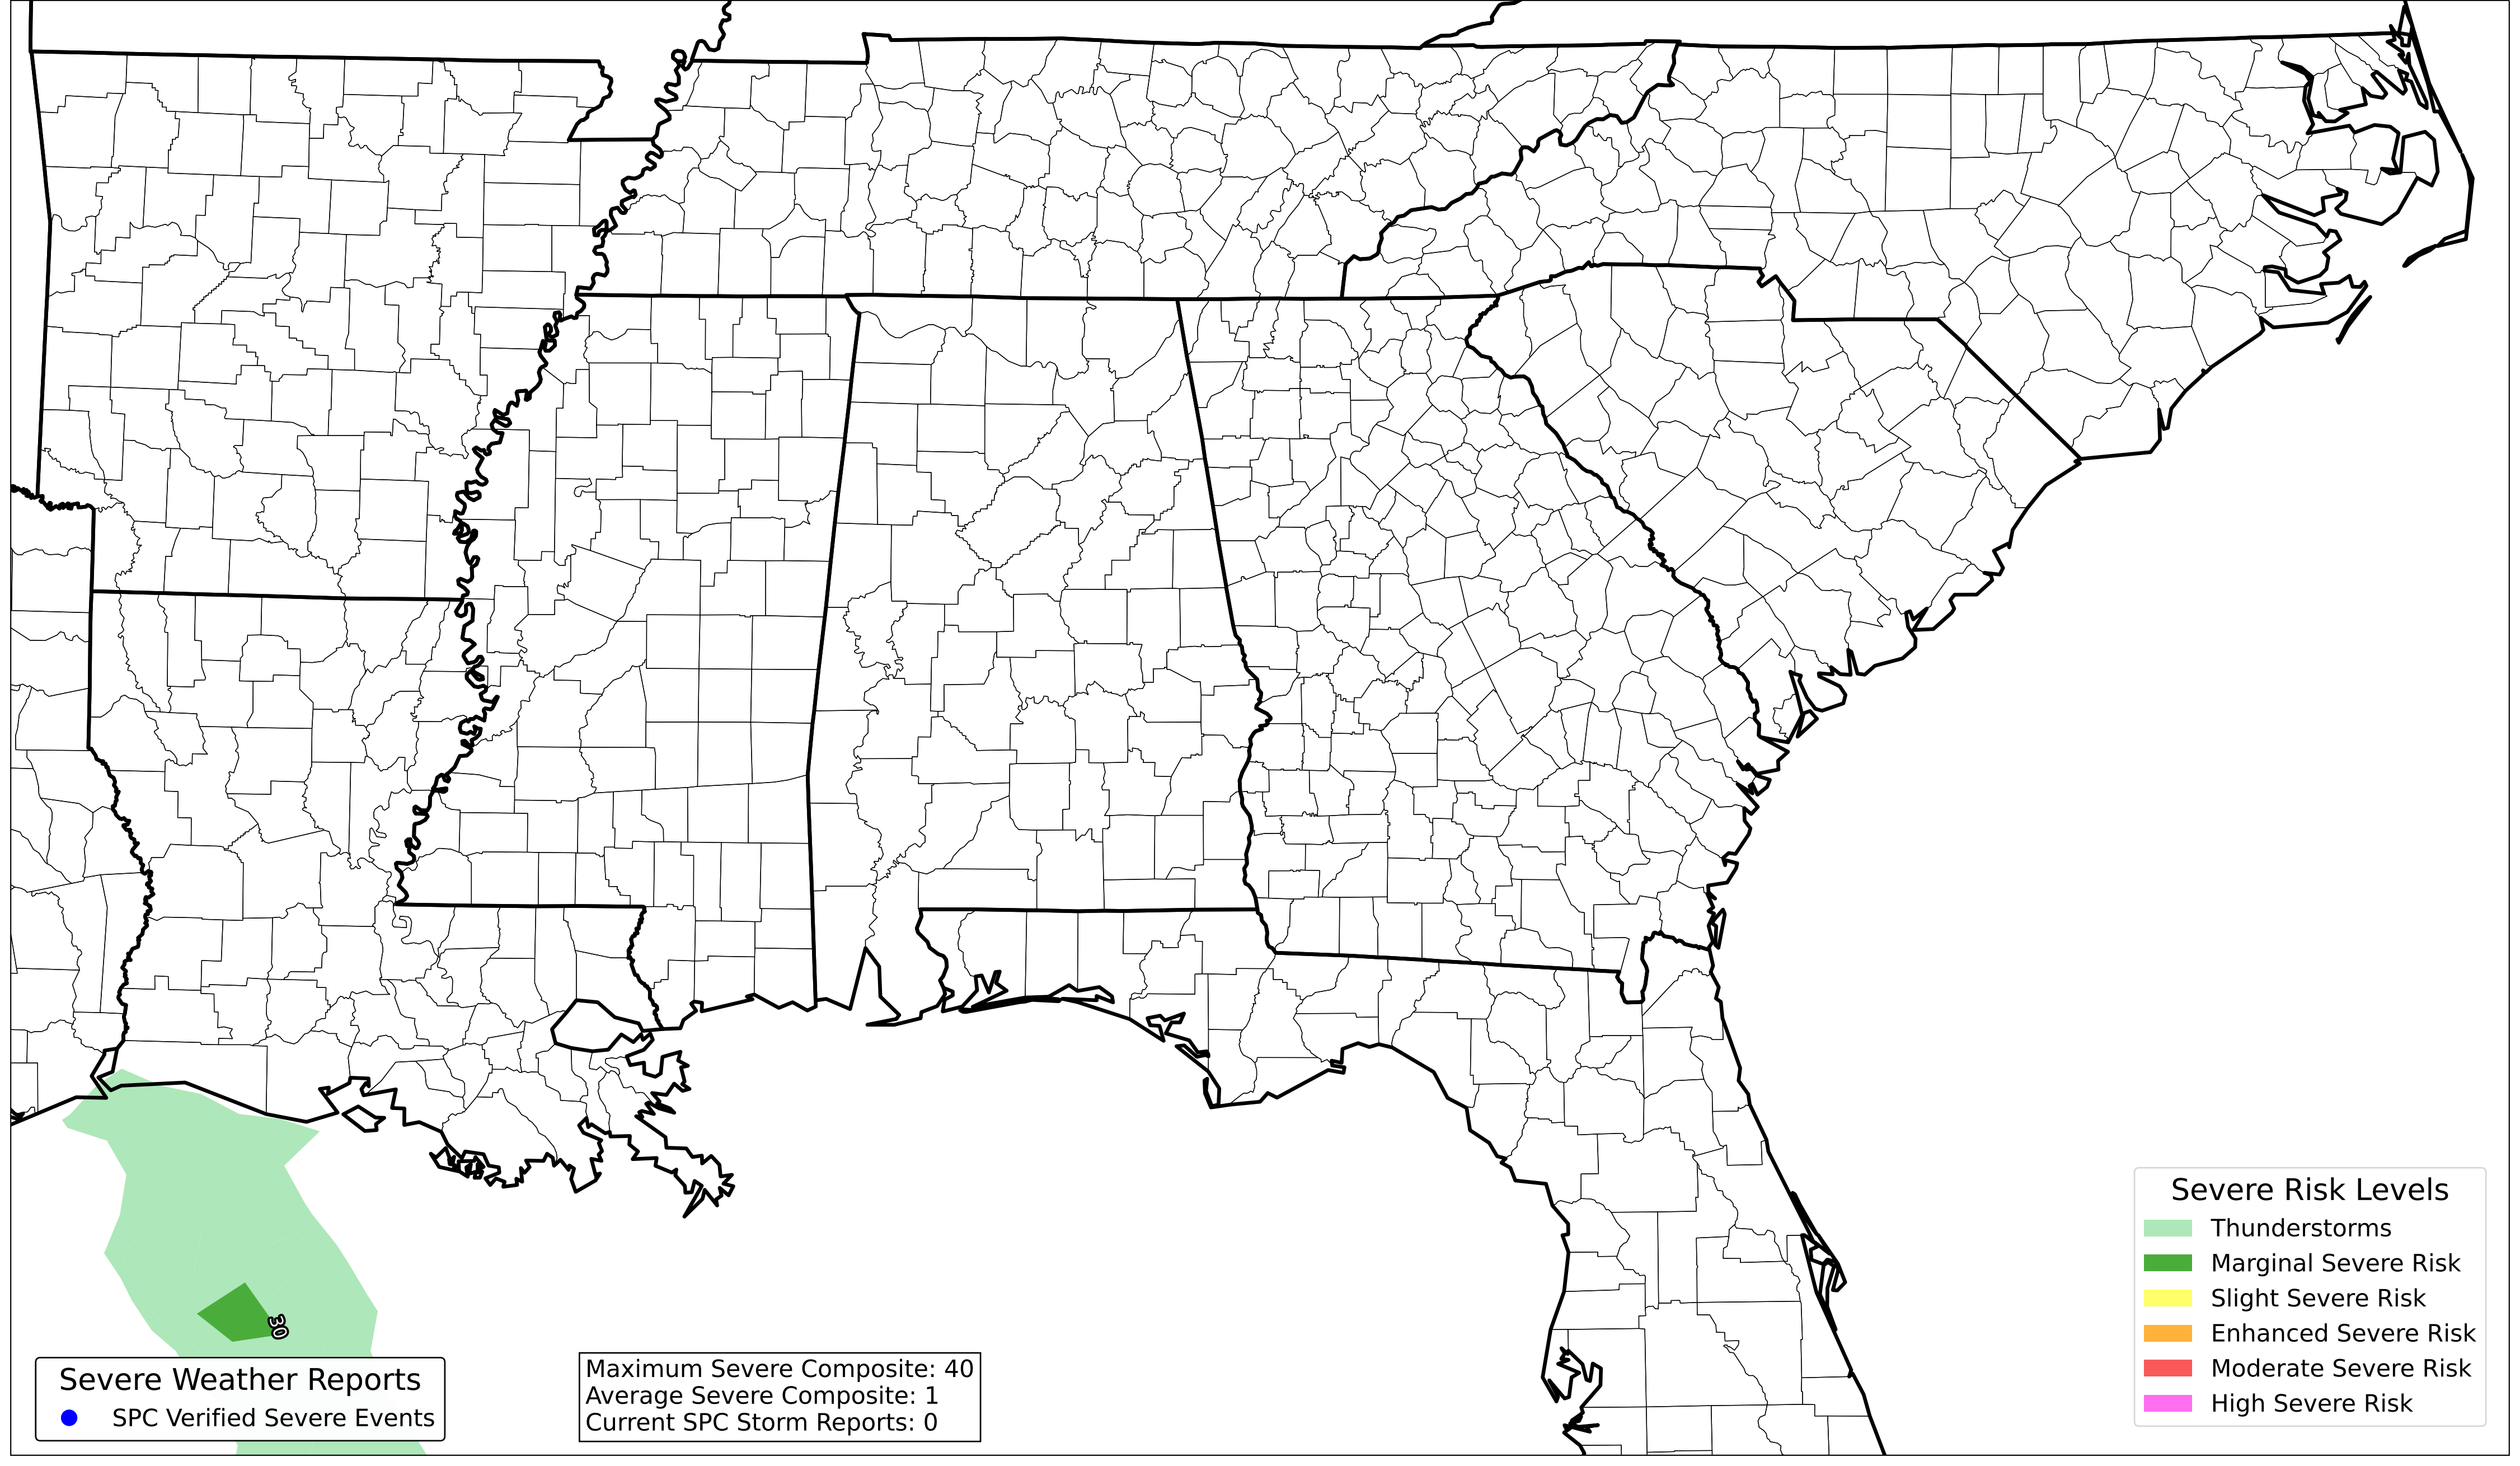 30
Severe Weather Reports
SPC Verified Severe Events
Maximum Severe Composite: 40
Average Severe Composite: 1
Current SPC Storm Reports: 0
Severe Risk Levels
Thunderstorms
Marginal Severe Risk
Slight Severe Risk
Enhanced Severe Risk
Moderate Severe Risk
High Severe Risk